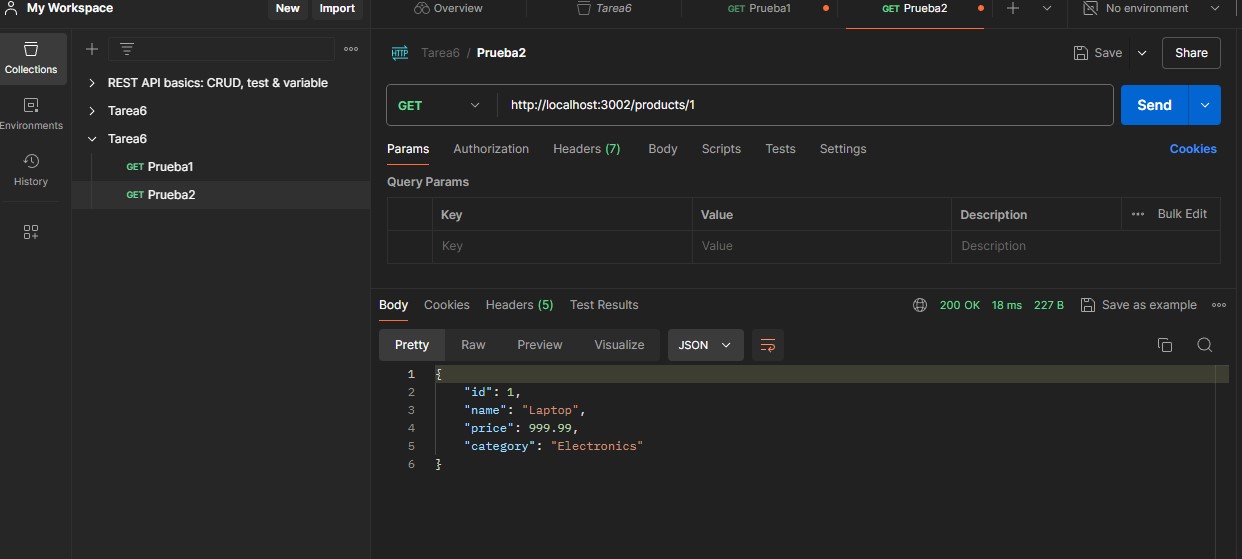 My Workspace New Import Overview Tarea6 GET Prueba1 GET Prueba2 No environment
Collections
Environments
History
REST API basics: CRUD, test & variable
Tarea6
Tarea6
GET Prueba1
GET Prueba2
HTTP Tarea6 / Prueba2 Save Share
GET http://localhost:3002/products/1 Send
Params Authorization Headers (7) Body Scripts Tests Settings Cookies
Query Params
Key Value Description Bulk Edit
Key Value Description
Body Cookies Headers (5) Test Results 200 OK 18 ms 227 B Save as example
Pretty Raw Preview Visualize JSON
1 {
2 "id": 1,
3 "name": "Laptop",
4 "price": 999.99,
5 "category": "Electronics"
6 }